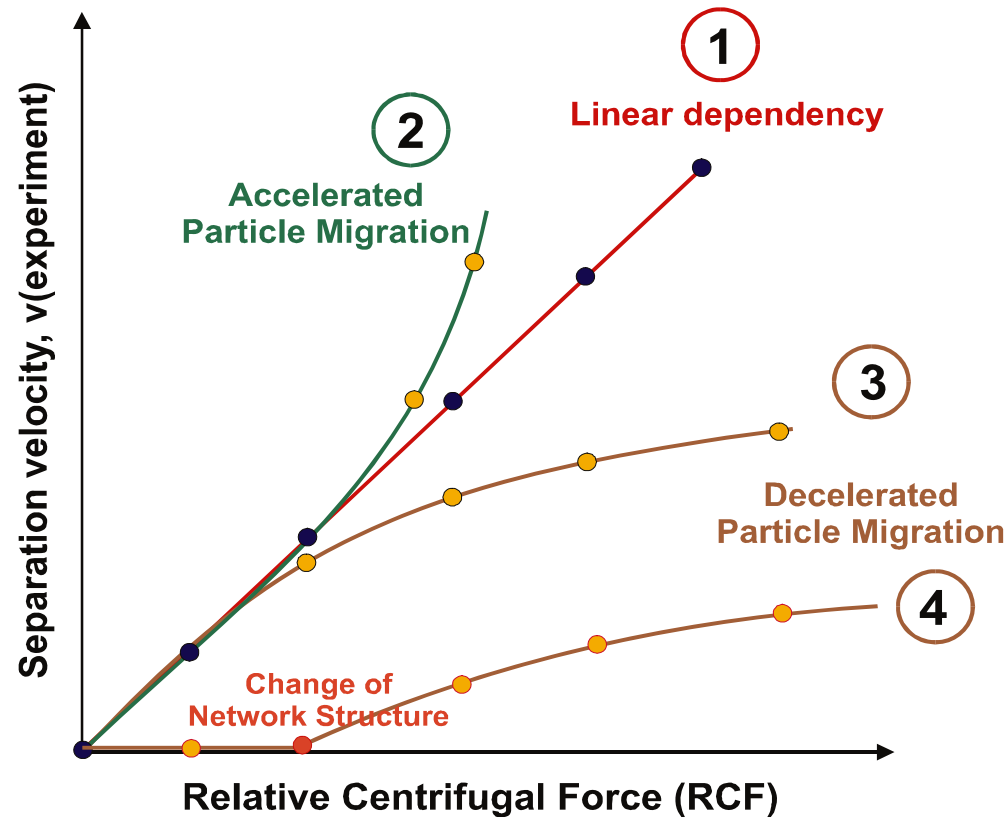 1
Linear dependency
2
Accelerated
Particle Migration
3
Decelerated
Particle Migration
4
Change of
Network Structure
Separation velocity, v(experiment)
Relative Centrifugal Force (RCF)